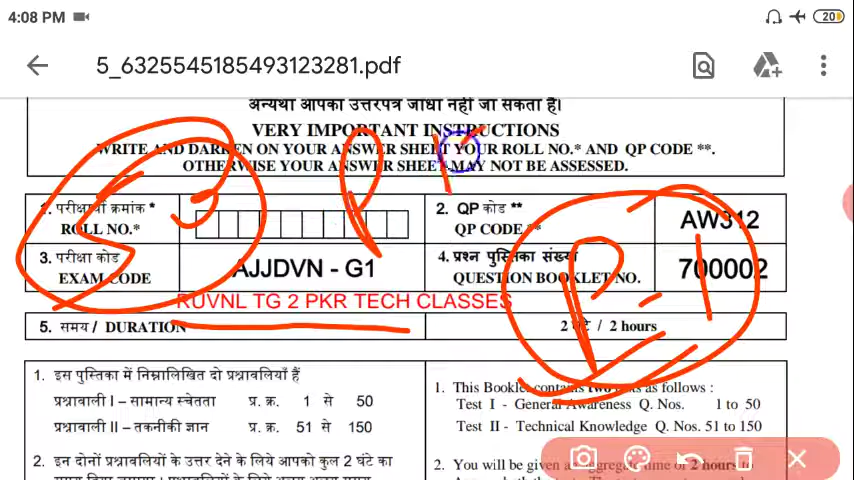 4:08 PM
20
5_6325545185493123281.pdf
अन्यथा आपका उत्तरपत्र जांचा नहीं जा सकता है।
VERY IMPORTANT INSTRUCTIONS
WRITE AND DARKEN ON YOUR ANSWER SHEET YOUR ROLL NO.* AND QP CODE **.
OTHERWISE YOUR ANSWER SHEET MAY NOT BE ASSESSED.
1. परीक्षार्थी क्रमांक *
ROLL NO.*
2. QP कोड **
QP CODE **
AW312
3. परीक्षा कोड
EXAM CODE
AJJDVN - G1
4. प्रश्न पुस्तिका संख्या
QUESTION BOOKLET NO.
700002
RUVNL TG 2 PKR TECH CLASSES
5. समय / DURATION
2 घंटे / 2 hours
1. इस पुस्तिका में निम्नालिखित दो प्रश्नावलियाँ हैं
प्रश्नावली I – सामान्य सचेतता प्र. क्र. 1 से 50
प्रश्नावली II – तकनीकी ज्ञान प्र. क्र. 51 से 150
2. इन दोनों प्रश्नावलियों के उत्तर देने के लिये आपको कुल 2 घंटे का
1. This Booklet contains two tests as follows :
Test I - General Awareness Q. Nos. 1 to 50
Test II - Technical Knowledge Q. Nos. 51 to 150
2. You will be given an aggregate time of 2 hours to
P-1